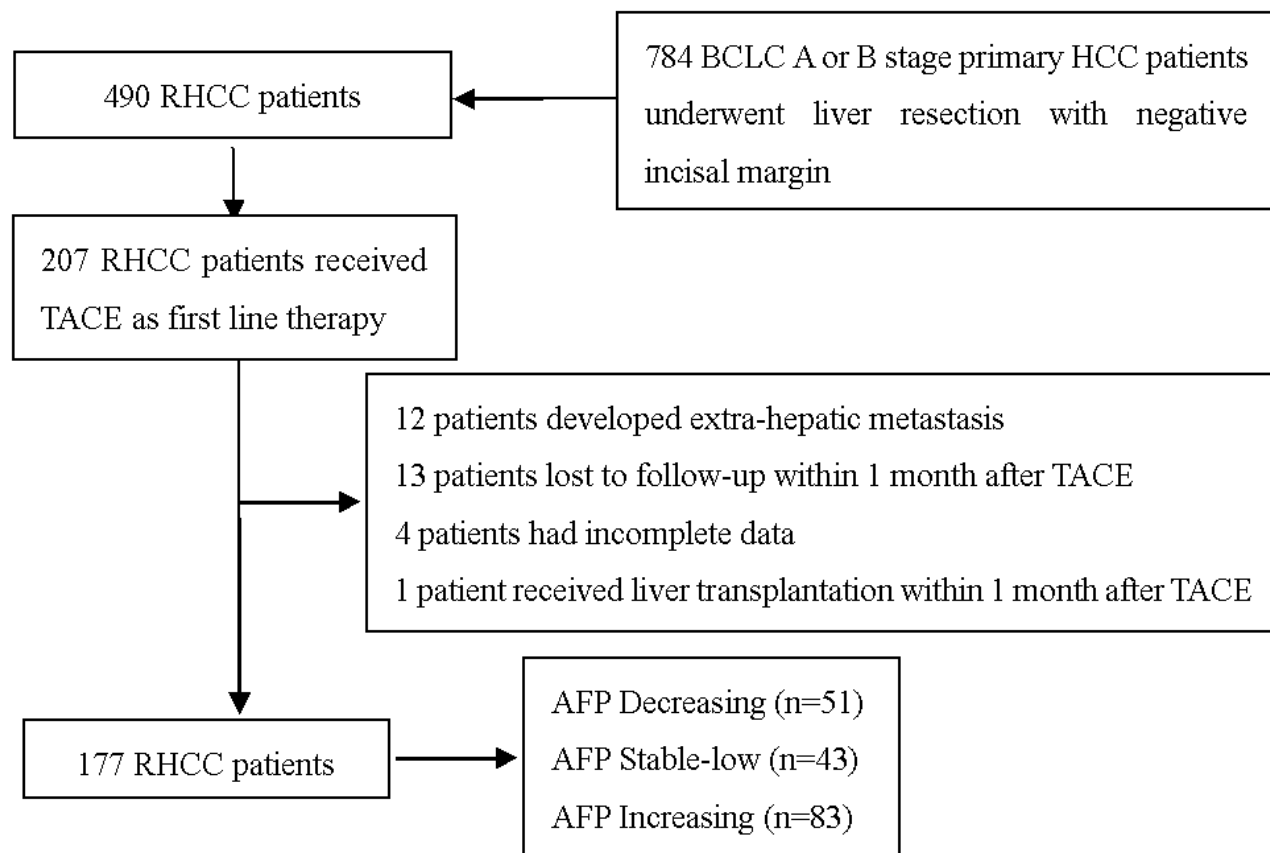 784 BCLC A or B stage primary HCC patients
underwent liver resection with negative
incisal margin
490 RHCC patients
207 RHCC patients received
TACE as first line therapy
12 patients developed extra-hepatic metastasis
13 patients lost to follow-up within 1 month after TACE
4 patients had incomplete data
1 patient received liver transplantation within 1 month after TACE
177 RHCC patients
AFP Decreasing (n=51)
AFP Stable-low (n=43)
AFP Increasing (n=83)